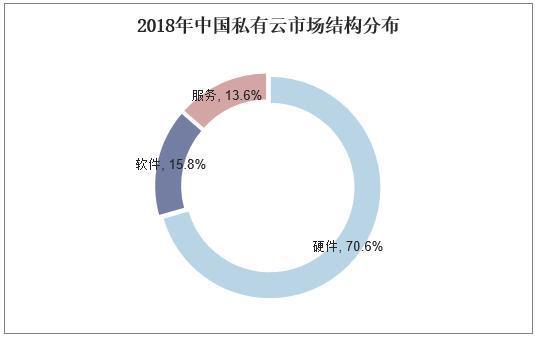 2018年中国私有云市场结构分布
服务, 13.6%
软件, 15.8%
硬件, 70.6%